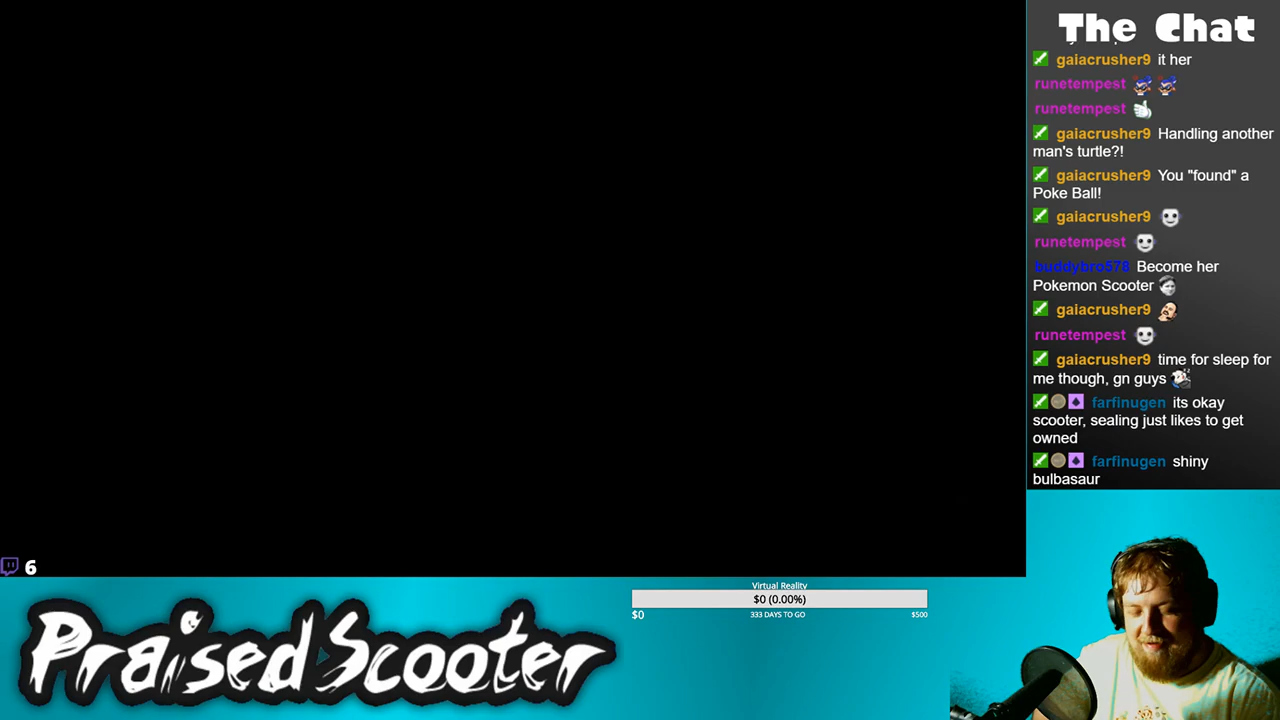 The Chat
gaiacrusher9 it her
runetempest
runetempest
gaiacrusher9 Handling another
man's turtle?!
gaiacrusher9 You "found" a
Poke Ball!
gaiacrusher9
runetempest
buddybro578 Become her
Pokemon Scooter
gaiacrusher9
runetempest
gaiacrusher9 time for sleep for
me though, gn guys
farfinugen its okay
scooter, sealing just likes to get
owned
farfinugen shiny
bulbasaur
6
Virtual Reality
$0 (0.00%)
$0 333 DAYS TO GO $500
PraisedScooter